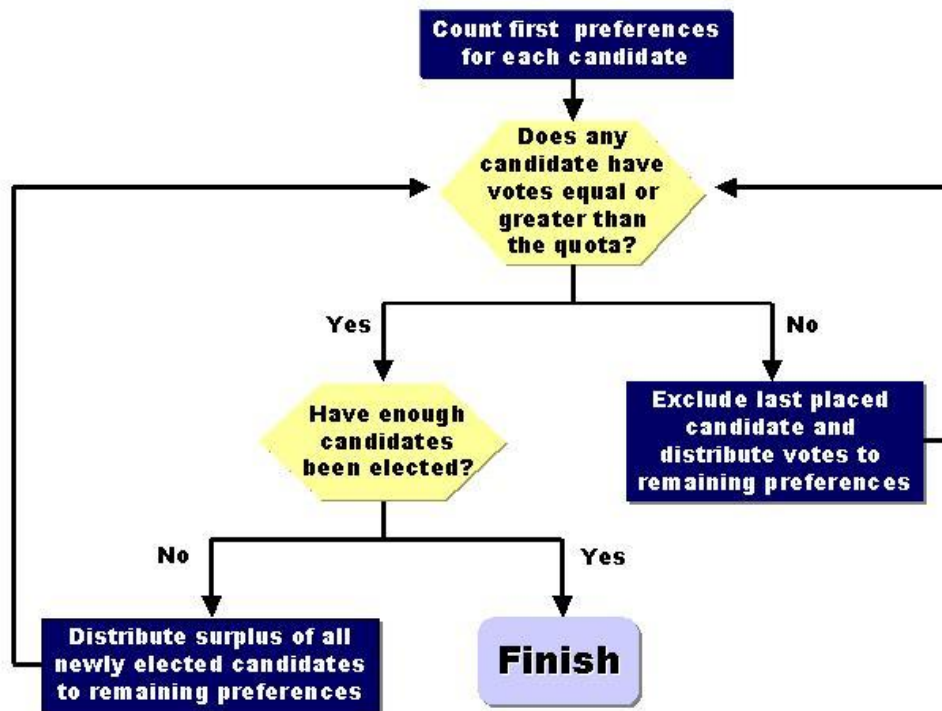 Count first preferences
for each candidate
Does any
candidate have
votes equal or
greater than
the quota?
Yes
No
Have enough
candidates
been elected?
Exclude last placed
candidate and
distribute votes to
remaining preferences
No
Yes
Distribute surplus of all
newly elected candidates
to remaining preferences
Finish